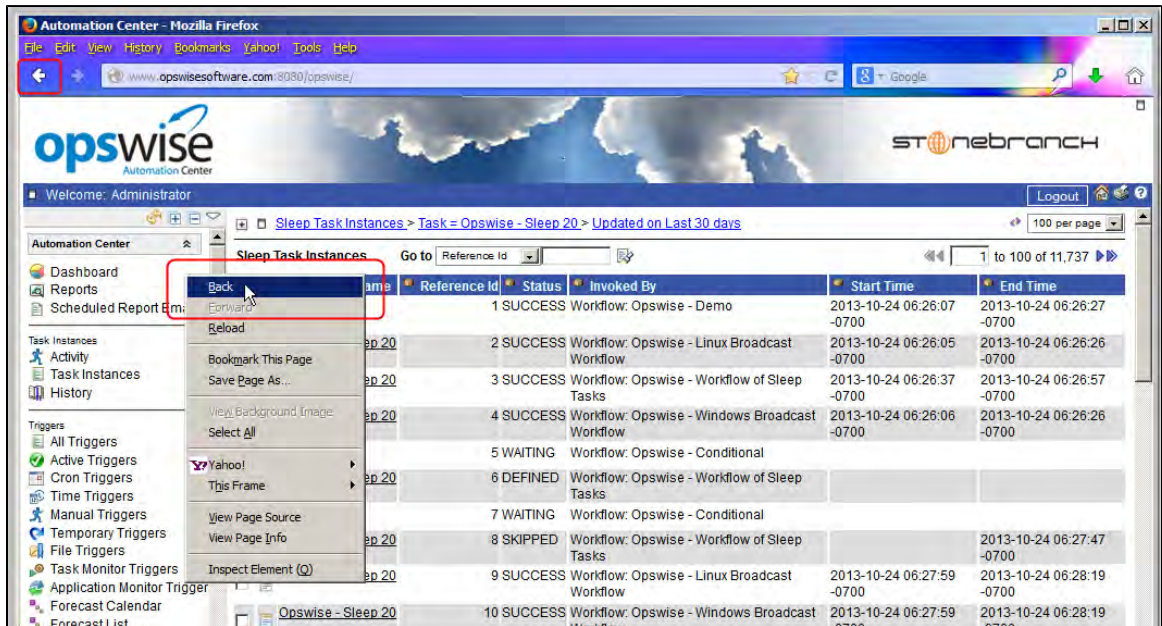 Automation Center - Mozilla Firefox
File Edit View History Bookmarks Yahoo! Tools Help
www.opswisesoftware.com:8080/opswise/
Google
opswise
Automation Center
STONEBRANCH
Welcome: Administrator
Logout
Sleep Task Instances > Task = Opswise - Sleep 20 > Updated on Last 30 days
100 per page
Automation Center
Sleep Task Instances Go to Reference Id 1 to 100 of 11,737
Dashboard
Reports
Scheduled Report Ema
Task Instances
Activity
Task Instances
History
Triggers
All Triggers
Active Triggers
Cron Triggers
Time Triggers
Manual Triggers
Temporary Triggers
File Triggers
Task Monitor Triggers
Application Monitor Trigger
Forecast Calendar
Forecast List
Back
Forward
Reload
Bookmark This Page
Save Page As...
View Background Image
Select All
Yahoo!
This Frame
View Page Source
View Page Info
Inspect Element (Q)
ame Reference Id Status Invoked By Start Time End Time
1 SUCCESS Workflow: Opswise - Demo 2013-10-24 06:26:07 2013-10-24 06:26:27
-0700 -0700
ep 20 2 SUCCESS Workflow: Opswise - Linux Broadcast 2013-10-24 06:26:05 2013-10-24 06:26:26
Workflow -0700 -0700
ep 20 3 SUCCESS Workflow: Opswise - Workflow of Sleep 2013-10-24 06:26:37 2013-10-24 06:26:57
Tasks -0700 -0700
ep 20 4 SUCCESS Workflow: Opswise - Windows Broadcast 2013-10-24 06:26:06 2013-10-24 06:26:26
Workflow -0700 -0700
5 WAITING Workflow: Opswise - Conditional
ep 20 6 DEFINED Workflow: Opswise - Workflow of Sleep
Tasks
7 WAITING Workflow: Opswise - Conditional
ep 20 8 SKIPPED Workflow: Opswise - Workflow of Sleep 2013-10-24 06:27:47
Tasks -0700
ep 20 9 SUCCESS Workflow: Opswise - Linux Broadcast 2013-10-24 06:27:59 2013-10-24 06:28:19
Workflow -0700 -0700
Opswise - Sleep 20 10 SUCCESS Workflow: Opswise - Windows Broadcast 2013-10-24 06:27:59 2013-10-24 06:28:19